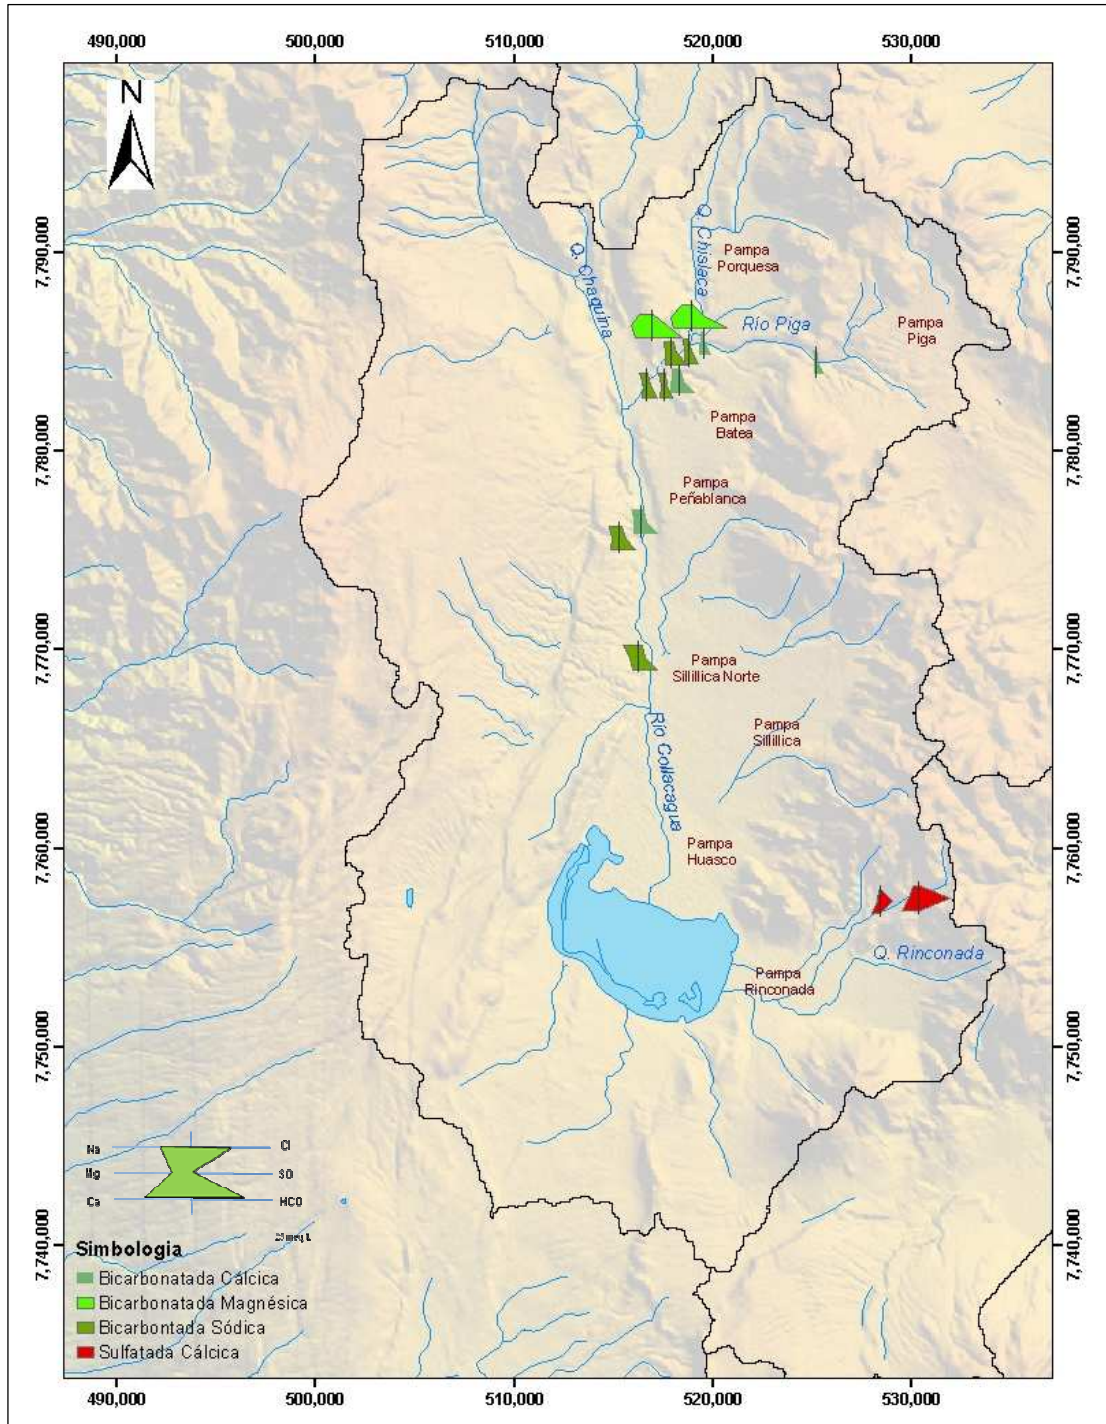 490,000
500,000
510,000
520,000
530,000
N
7,790,000
7,790,000
Q. Chaquina
Q. Chislaca
Pampa
Porquesa
Río Piga
Pampa
Piga
Pampa
Batea
7,780,000
7,780,000
Pampa
Peñablanca
7,770,000
7,770,000
Pampa
Sillillica Norte
Pampa
Sillillica
Río Collacagua
7,760,000
7,760,000
Pampa
Huasco
Q. Rinconada
Pampa
Rinconada
7,750,000
7,750,000
Na
Cl
Mg
SO
Ca
HCO
7,740,000
7,740,000
Simbologia
Bicarbonatada Cálcica
Bicarbonatada Magnésica
Bicarbontada Sódica
Sulfatada Cálcica
490,000
500,000
510,000
520,000
530,000